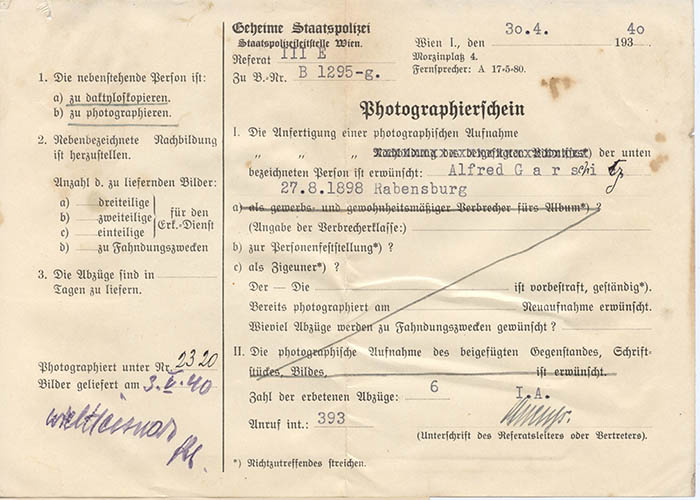 Geheime Staatspolizei
Staatspolizeileitstelle Wien.
Referat III E
Zu B.-Nr. B 1295-g.
30.4. 40
Wien I., den 193
Morzinplatz 4.
Fernsprecher: A 17-5-80.
1. Die nebenstehende Person ist:
a) zu daktyloskopieren.
b) zu photographieren.
2. Nebenbezeichnete Nachbildung
ist herzustellen.
Anzahl d. zu liefernden Bilder:
a) dreiteilige
b) zweiteilige
c) einteilige
für den
Erk.-Dienst
d) zu Fahndungszwecken
3. Die Abzüge sind in
Tagen zu liefern.
Photographiert unter Nr. 2320
Bilder geliefert am 3. V. 40
Photographierschein
I. Die Anfertigung einer photographischen Aufnahme
" " " Nachbildung des beigefügten Bildnisses*) der unten
bezeichneten Person ist erwünscht: Alfred Garschi
27.8.1898 Rabensburg
a) als gewerbs- und gewohnheitsmäßiger Verbrecher fürs Album*) ?
(Angabe der Verbrecherklasse:)
b) zur Personenfeststellung*) ?
c) als Zigeuner*) ?
Der — Die ist vorbestraft, geständig*).
Bereits photographiert am Neuaufnahme erwünscht.
Wieviel Abzüge werden zu Fahndungszwecken gewünscht ?
II. Die photographische Aufnahme des beigefügten Gegenstandes, Schrift-
stückes, Bildes, ist erwünscht.
Zahl der erbetenen Abzüge: 6 I.A.
Anruf int.: 393
(Unterschrift des Referatsleiters oder Vertreters).
*) Nichtzutreffendes streichen.